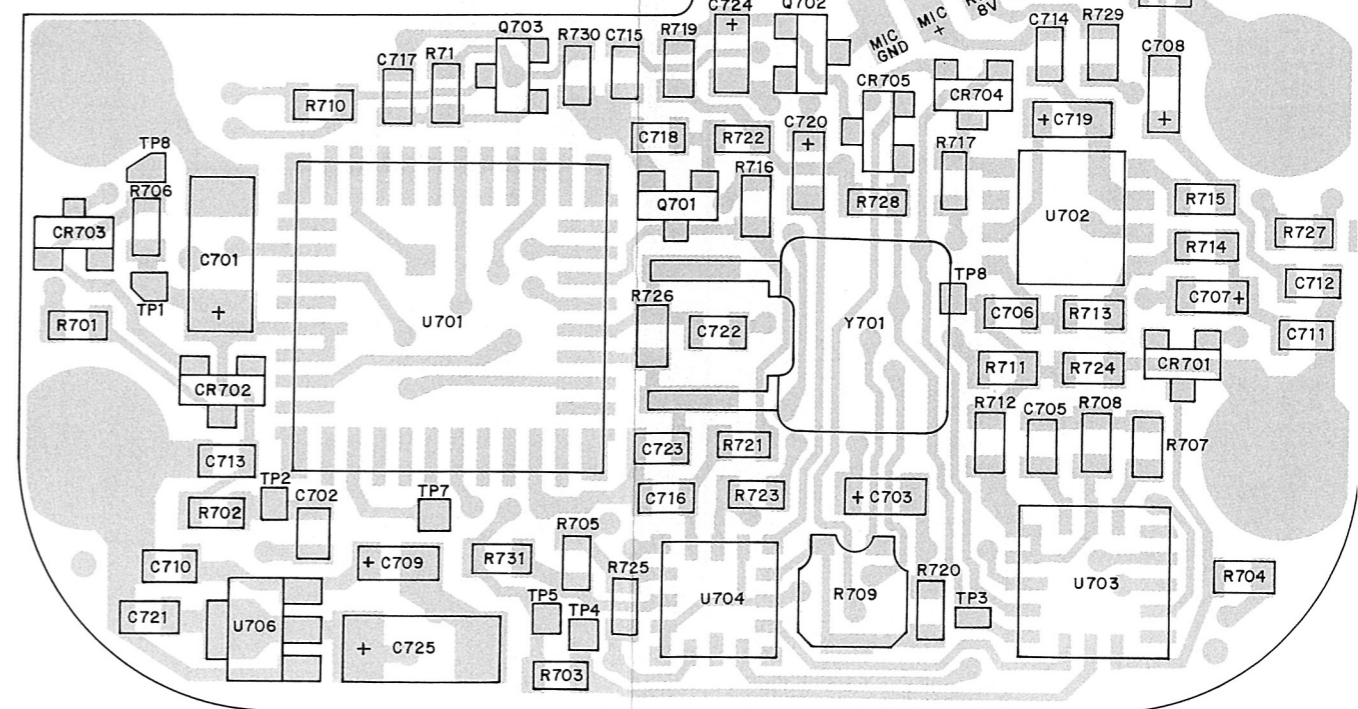 C724
Q702
MIC
GND
MIC
+
8V
C714
R729
Q703
R730
C715
R719
+
C717
R71
C708
+
CR705
CR704
R710
C718
R722
C720
+
R717
+ C719
TP8
R706
R716
Q701
R728
U702
R715
CR703
C701
+
R714
R727
TP1
R726
TP8
C706
R713
C707+
C712
R701
U701
C722
Y701
C711
CR702
R711
R724
CR701
R712
C705
R708
R707
C713
C723
R721
TP2
R702
C702
TP7
C716
R723
+ C703
R705
C710
+ C709
R731
R725
U704
R709
R720
U703
R704
C721
U706
+ C725
TP5
TP4
TP3
R703